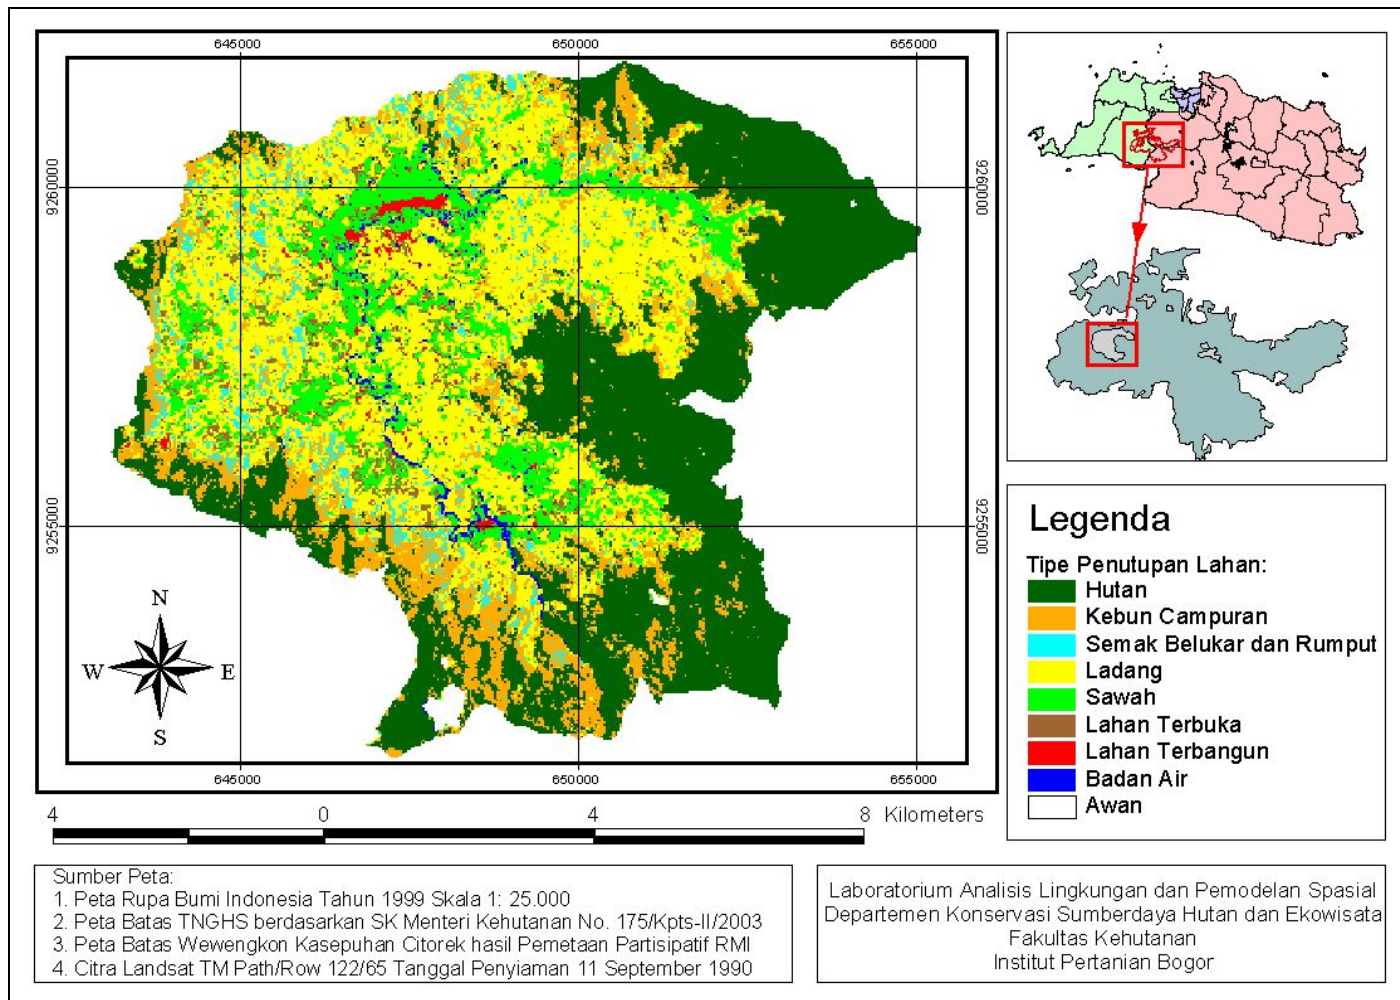 645000
650000
655000
9260000
9260000
9255000
9255000
N
W
E
S
645000
650000
655000
4
0
4
8 Kilometers
Legenda
Tipe Penutupan Lahan:
Hutan
Kebun Campuran
Semak Belukar dan Rumput
Ladang
Sawah
Lahan Terbuka
Lahan Terbangun
Badan Air
Awan
Sumber Peta:
1. Peta Rupa Bumi Indonesia Tahun 1999 Skala 1: 25.000
2. Peta Batas TNGHS berdasarkan SK Menteri Kehutanan No. 175/Kpts-II/2003
3. Peta Batas Wewengkon Kasepuhan Citorek hasil Pemetaan Partisipatif RMI
4. Citra Landsat TM Path/Row 122/65 Tanggal Penyiaman 11 September 1990
Laboratorium Analisis Lingkungan dan Pemodelan Spasial
Departemen Konservasi Sumberdaya Hutan dan Ekowisata
Fakultas Kehutanan
Institut Pertanian Bogor